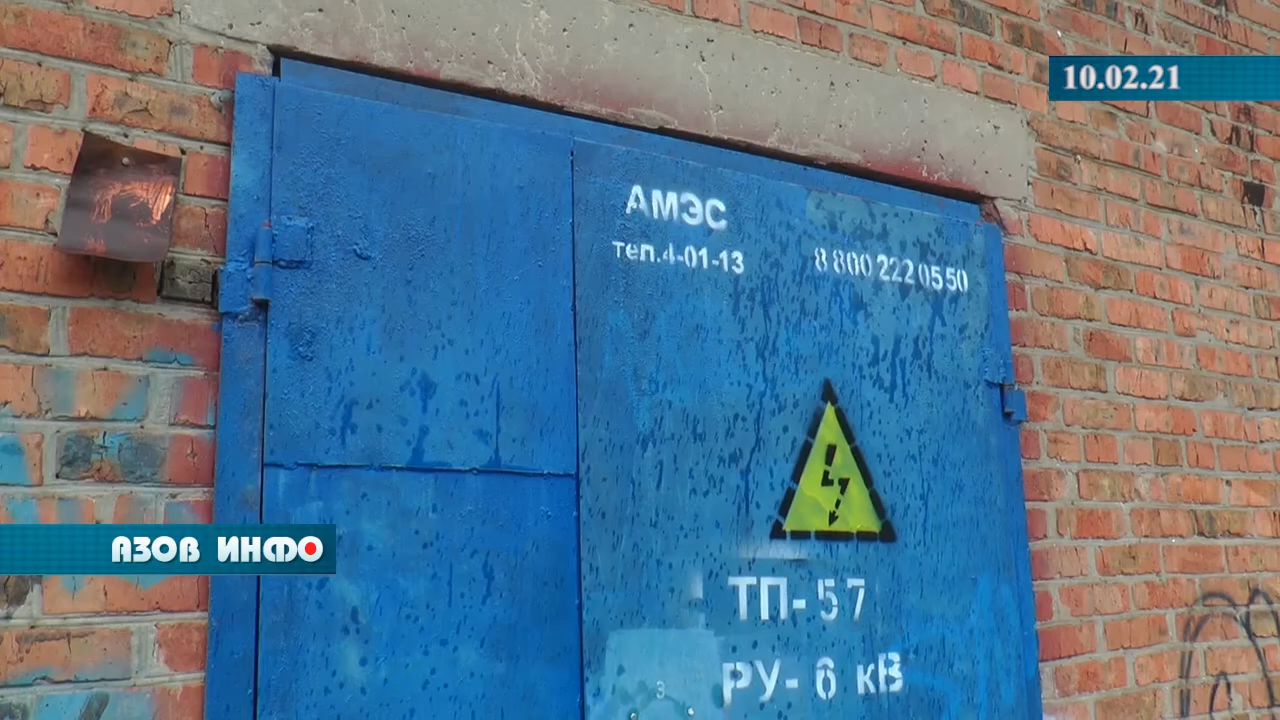 10.02.21
АМЭС
тел.4-01-13
8 800 222 05 50
АЗОВ ИНФО
ТП-57
РУ-6 кВ
3